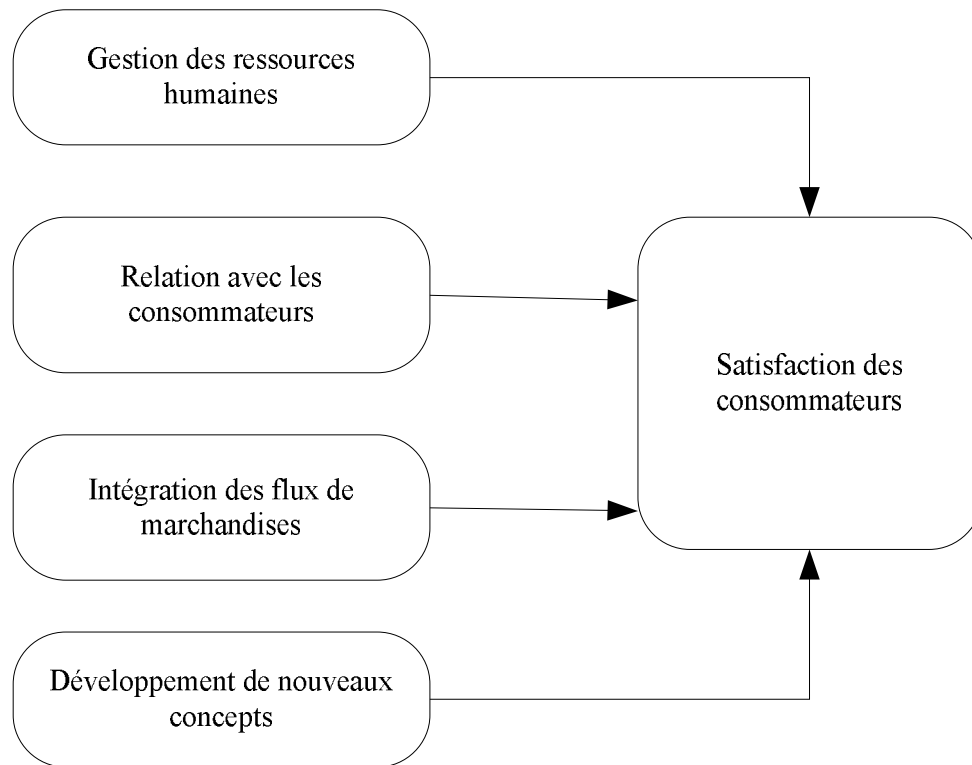 Gestion des ressources
humaines
Relation avec les
consommateurs
Intégration des flux de
marchandises
Développement de nouveaux
concepts
Satisfaction des
consommateurs